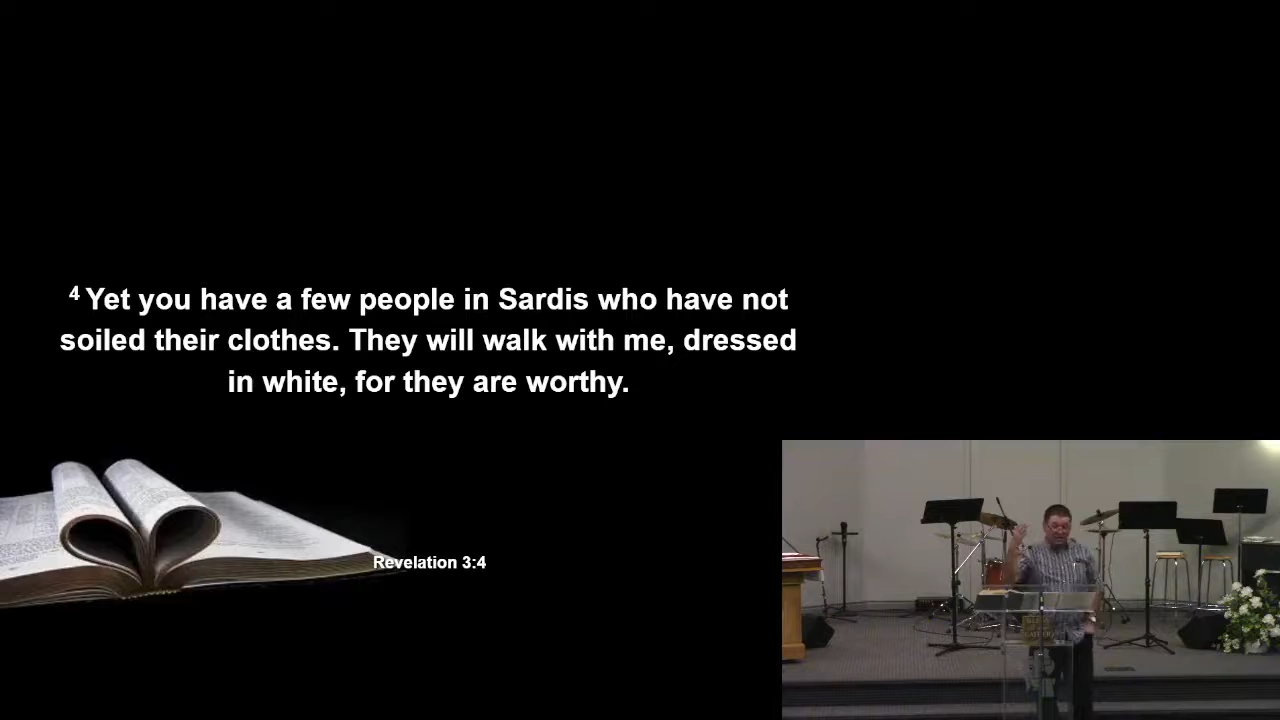 ⁴ Yet you have a few people in Sardis who have not
soiled their clothes. They will walk with me, dressed
in white, for they are worthy.
Revelation 3:4